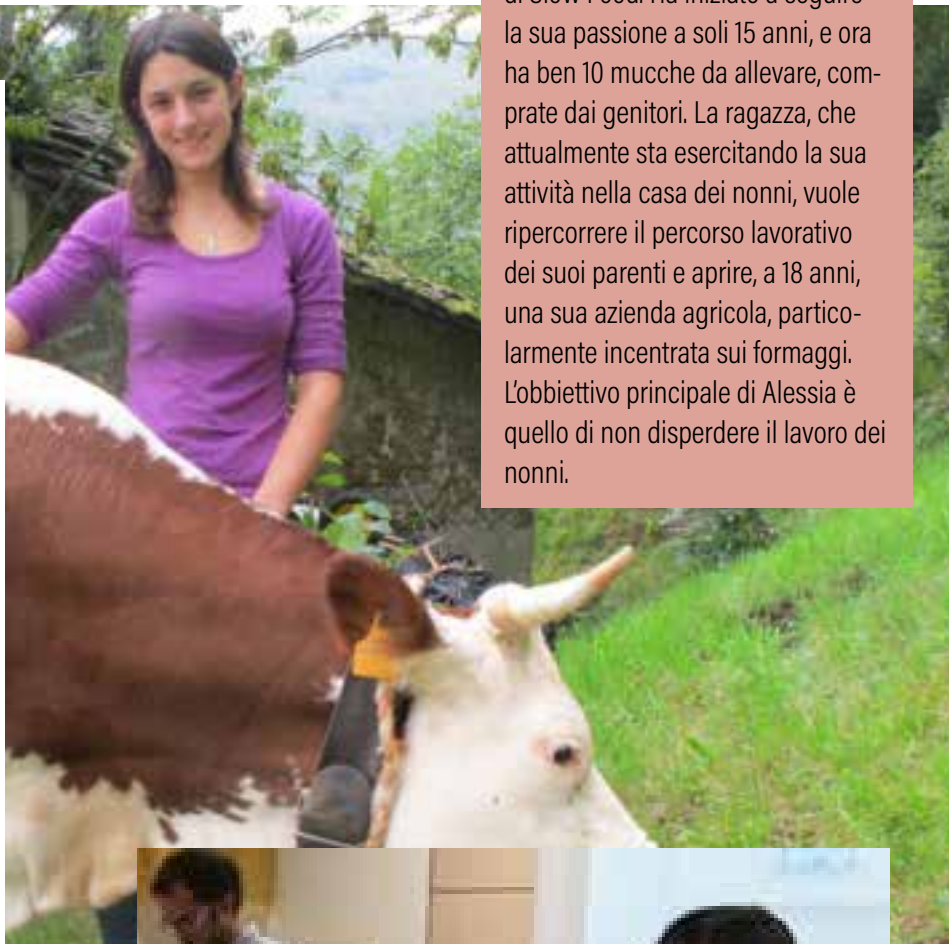 la sua passione a soli 15 anni, e ora
ha ben 10 mucche da allevare, com-
prate dai genitori. La ragazza, che
attualmente sta esercitando la sua
attività nella casa dei nonni, vuole
ripercorrere il percorso lavorativo
dei suoi parenti e aprire, a 18 anni,
una sua azienda agricola, partico-
larmente incentrata sui formaggi.
L'obbiettivo principale di Alessia è
quello di non disperdere il lavoro dei
nonni.